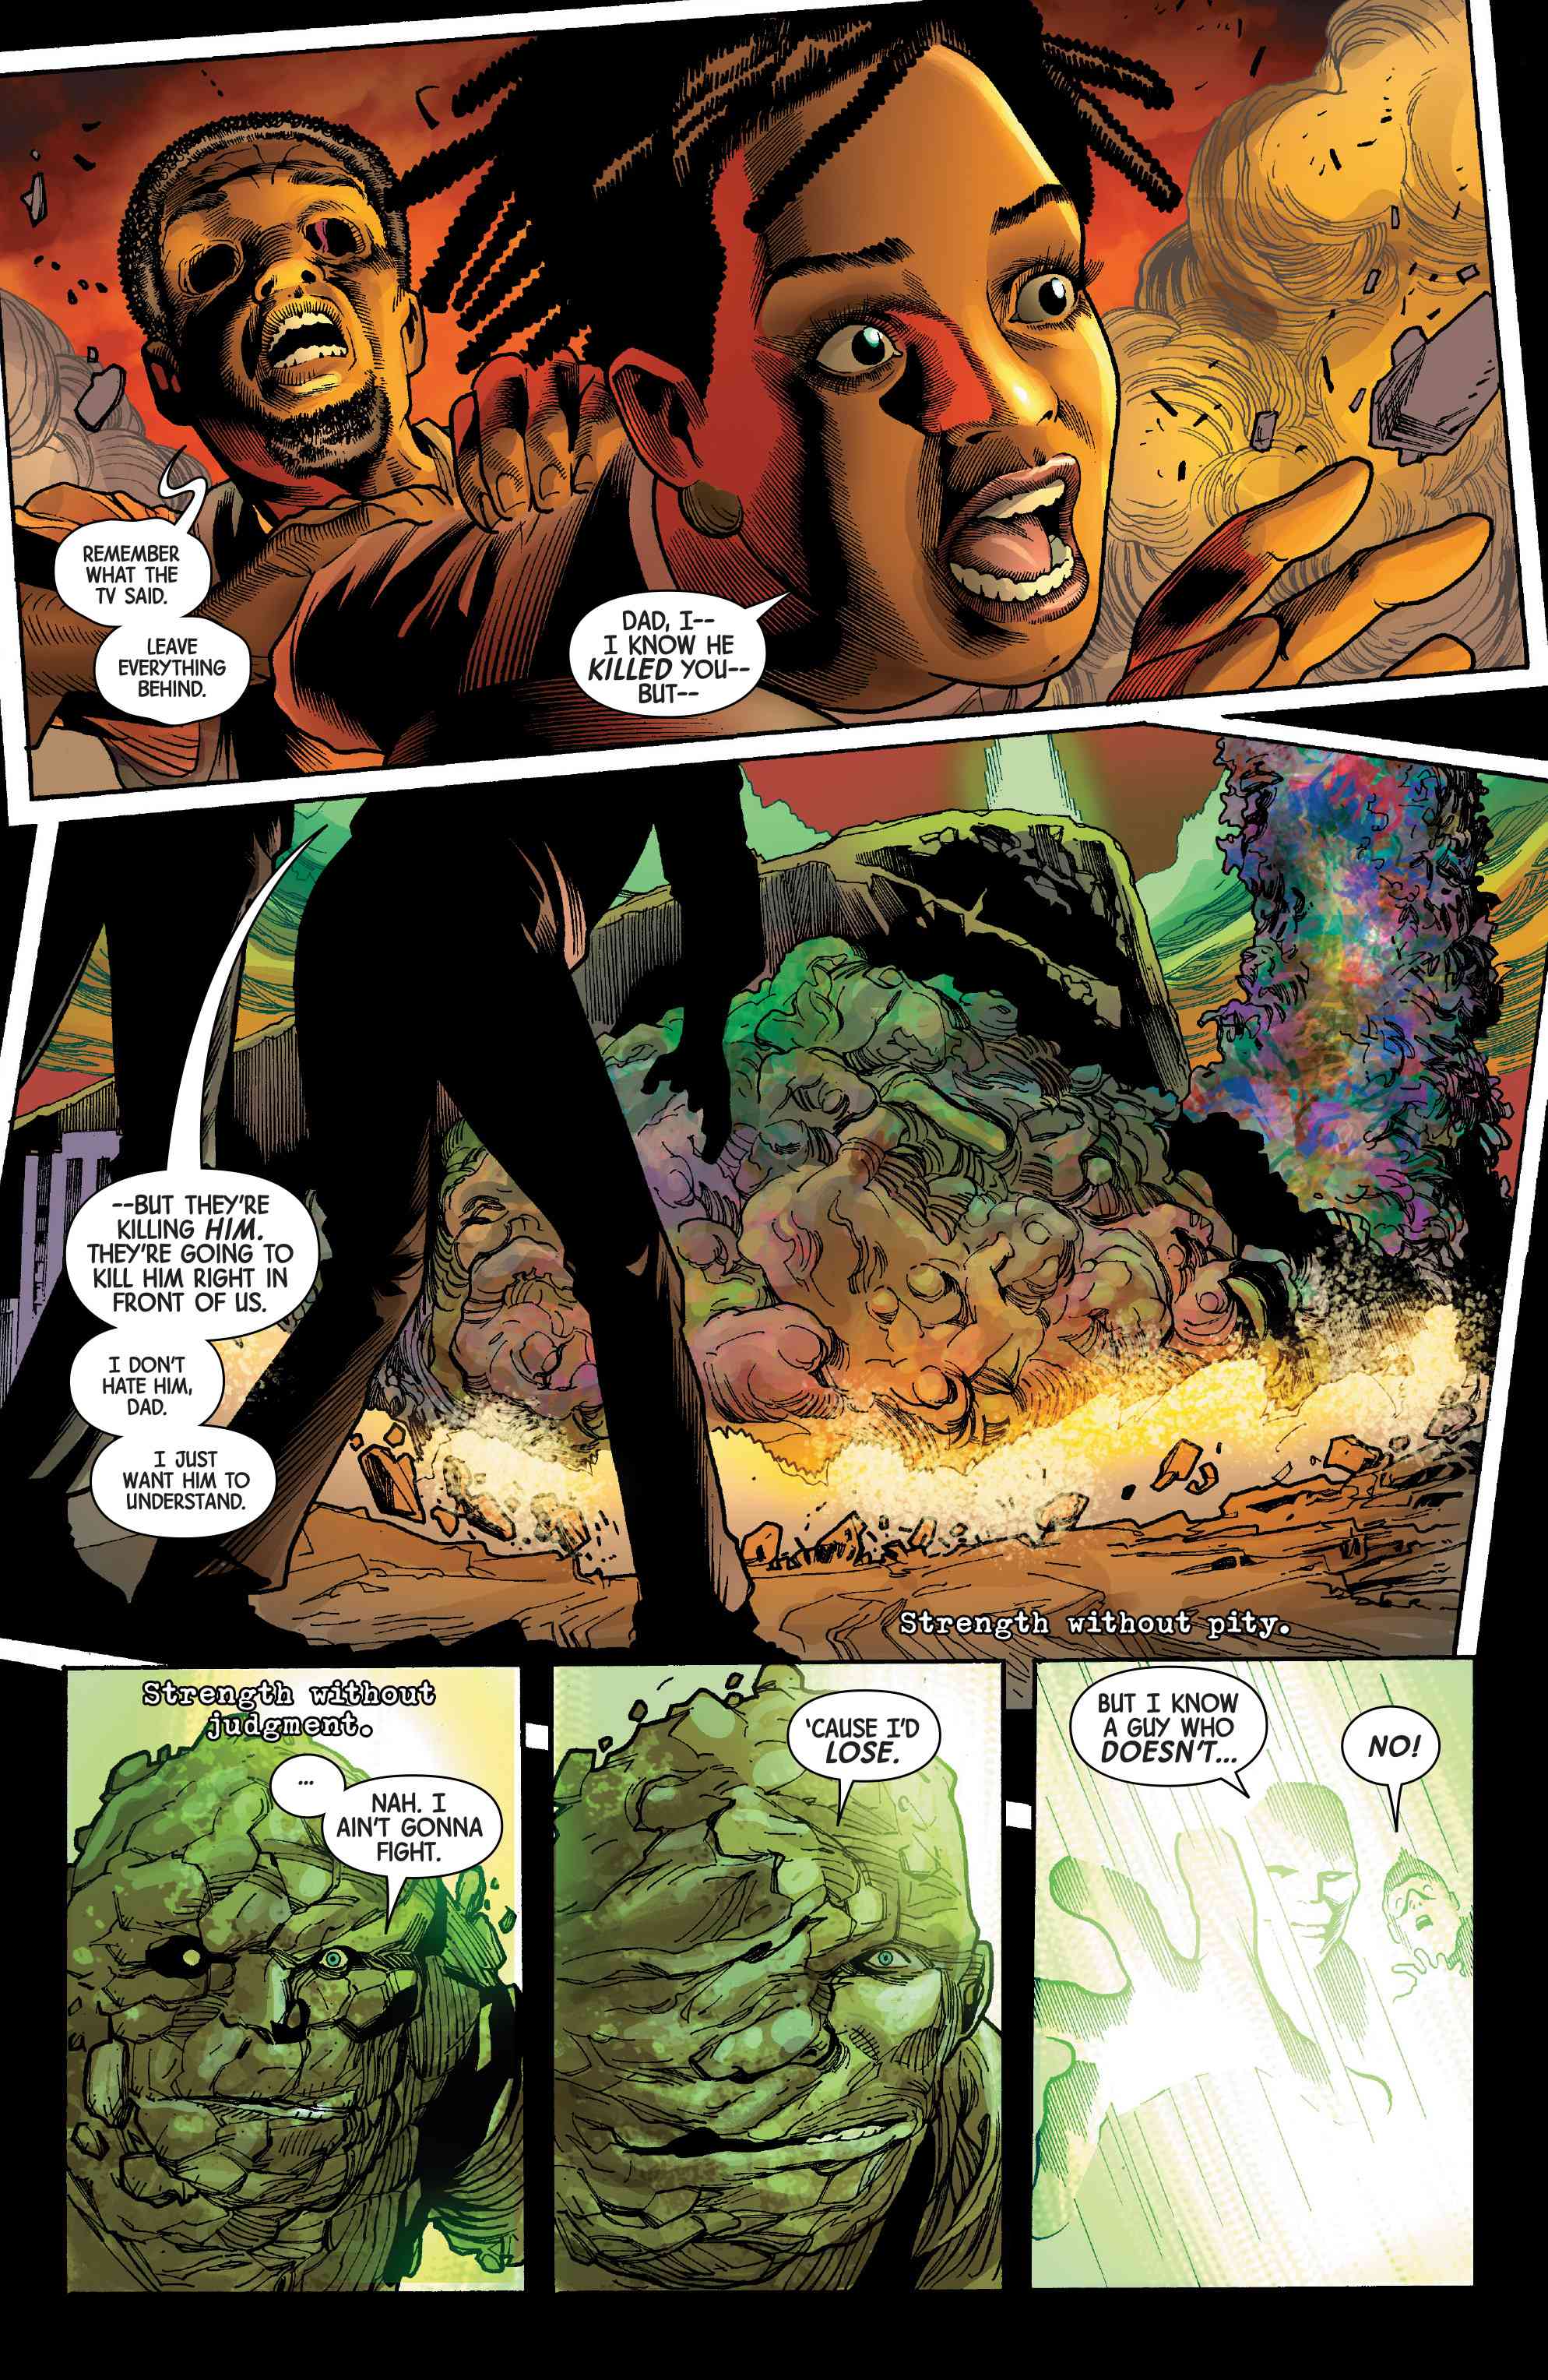 REMEMBER
WHAT THE
TV SAID.
LEAVE
EVERYTHING
BEHIND.
DAD, I--
I KNOW HE
KILLED YOU--
BUT--
--BUT THEY'RE
KILLING HIM.
THEY'RE GOING TO
KILL HIM RIGHT IN
FRONT OF US.
I DON'T
HATE HIM,
DAD.
I JUST
WANT HIM TO
UNDERSTAND.
Strength without pity.
Strength without
judgment.
...
NAH. I
AIN'T GONNA
FIGHT.
'CAUSE I'D
LOSE.
BUT I KNOW
A GUY WHO
DOESN'T...
NO!